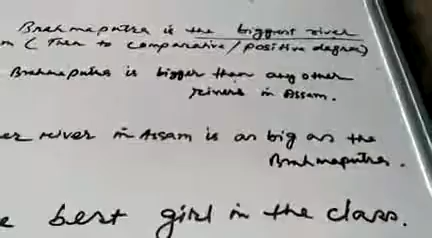 Brahmaputra is the biggest river
(Turn to comparative/positive degree)
Brahmaputra is bigger than any other
rivers in Assam.
river in Assam is as big as the
Brahmaputra.
best girl in the class.